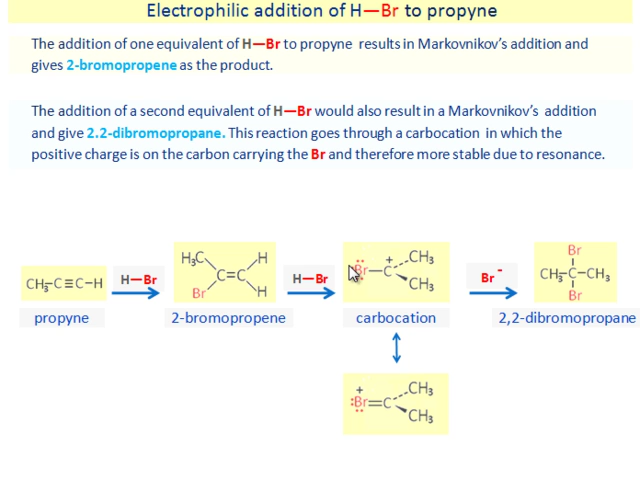 Electrophilic addition of H—Br to propyne
The addition of one equivalent of H—Br to propyne results in Markovnikov's addition and
gives 2-bromopropene as the product.
The addition of a second equivalent of H—Br would also result in a Markovnikov's addition
and give 2.2-dibromopropane. This reaction goes through a carbocation in which the
positive charge is on the carbon carrying the Br and therefore more stable due to resonance.
CH₃-C≡C-H
H—Br
H₃C
H
C=C
Br
H
H—Br
+
CH₃
Br—C
CH₃
Br⁻
Br
CH₃-C-CH₃
Br
propyne
2-bromopropene
carbocation
2,2-dibromopropane
+
CH₃
:Br=C
CH₃